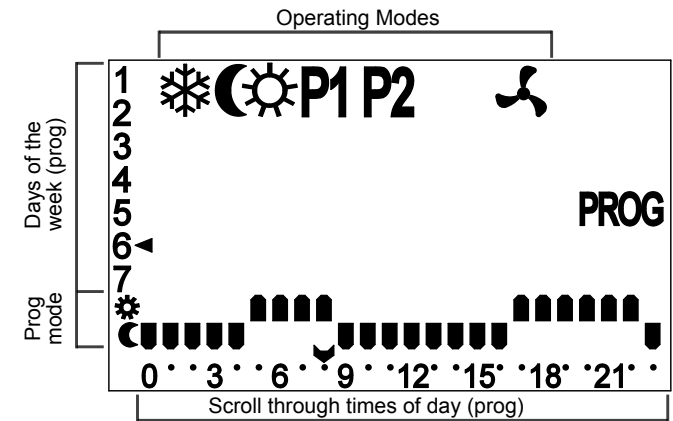 Operating Modes
Days of the
week (prog)
1
2
3
4
5
6
7
P1 P2
PROG
Prog
mode
0 3 6 9 12 15 18 21
Scroll through times of day (prog)